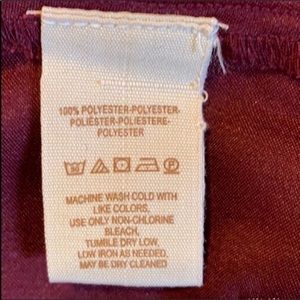 100% POLYESTER-POLYESTER-
POLIÉSTER-POLIESTERE-
POLYESTER
30 P
MACHINE WASH COLD WITH
LIKE COLORS,
USE ONLY NON-CHLORINE
BLEACH,
TUMBLE DRY LOW,
LOW IRON AS NEEDED,
MAY BE DRY CLEANED